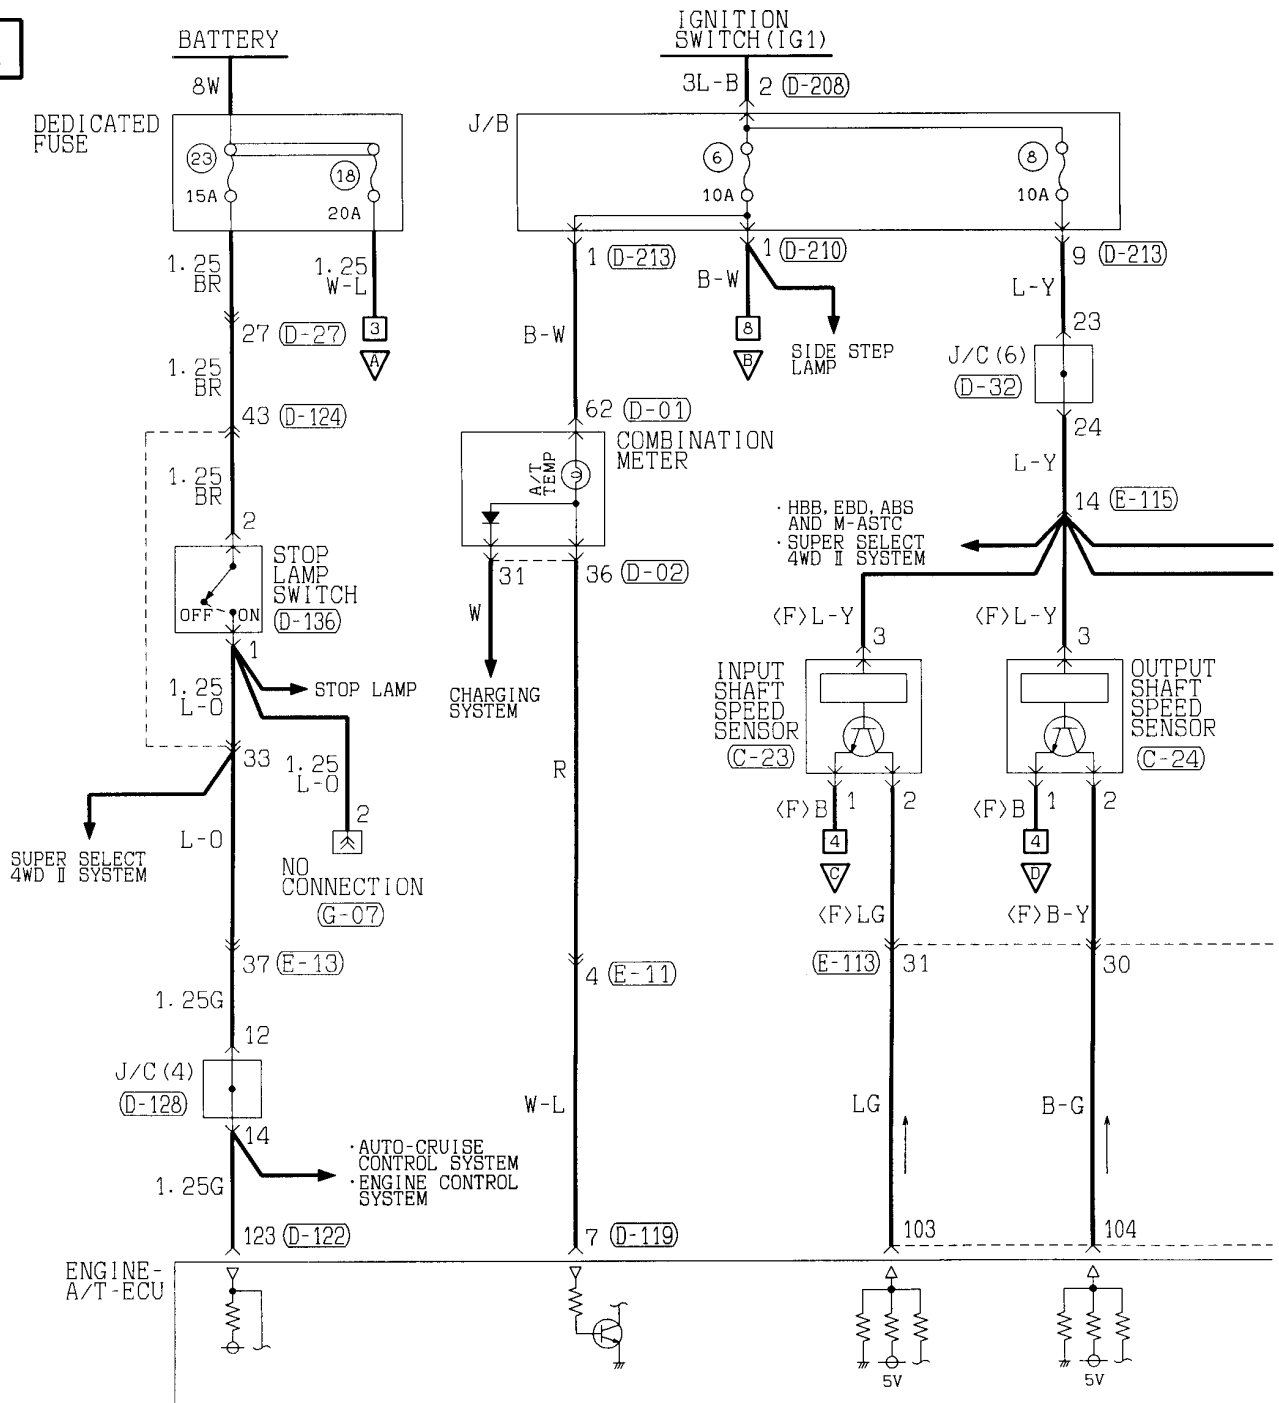 BATTERY
IGNITION
SWITCH(IG1)
8W
3L-B
2
D-208
DEDICATED
FUSE
J/B
23
15A
18
20A
6
10A
8
10A
1
D-213
1
D-210
9
D-213
1.25
BR
1.25
W-L
B-W
L-Y
27
D-27
3
A
B-W
8
B
SIDE STEP
LAMP
23
J/C(6)
D-32
1.25
BR
43
D-124
62
D-01
24
COMBINATION
METER
A/T
TEMP
L-Y
1.25
BR
14
E-115
· HBB, EBD, ABS
AND M-ASTC
· SUPER SELECT
4WD Ⅱ SYSTEM
2
STOP
LAMP
SWITCH
D-136
OFF
ON
31
36
D-02
W
<F>L-Y
3
<F>L-Y
3
1
1.25
L-O
STOP LAMP
CHARGING
SYSTEM
INPUT
SHAFT
SPEED
SENSOR
C-23
OUTPUT
SHAFT
SPEED
SENSOR
C-24
33
1.25
L-O
R
<F>B
1
2
<F>B
1
2
L-O
2
4
C
4
D
SUPER SELECT
4WD Ⅱ SYSTEM
NO
CONNECTION
G-07
<F>LG
<F>B-Y
37
E-13
4
E-11
E-113
31
30
1.25G
12
J/C(4)
D-128
W-L
LG
B-G
14
· AUTO-CRUISE
CONTROL SYSTEM
· ENGINE CONTROL
SYSTEM
1.25G
123
D-122
7
D-119
103
104
ENGINE-
A/T-ECU
5V
5V